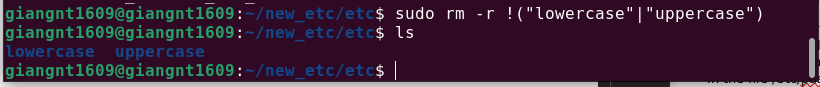 giangnt1609@giangnt1609:~/new_etc/etc$ sudo rm -r !("lowercase"|"uppercase")
giangnt1609@giangnt1609:~/new_etc/etc$ ls
lowercase  uppercase
giangnt1609@giangnt1609:~/new_etc/etc$